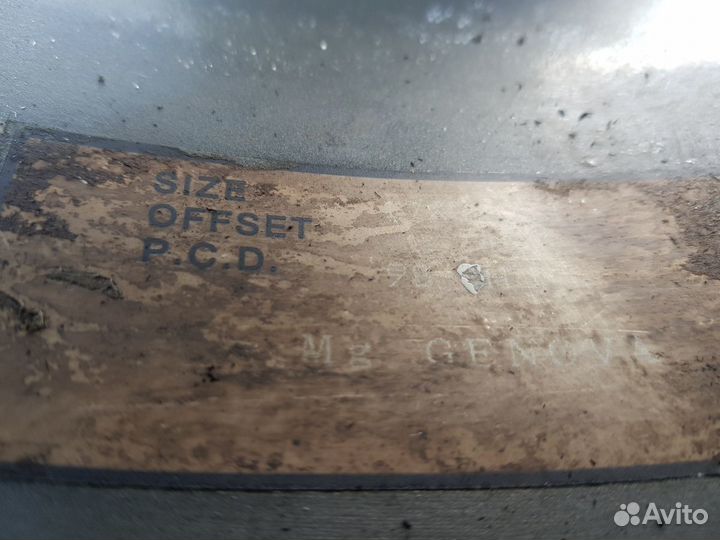 SIZE
OFFSET
P.C.D.
Mg GENOVA
Avito